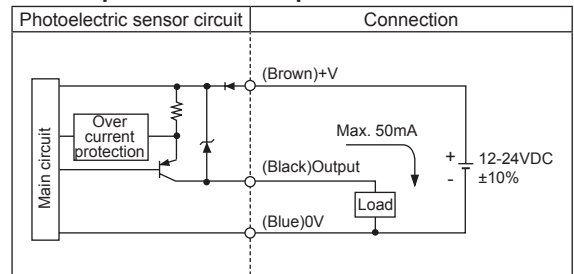 Photoelectric sensor circuit
Connection
(Brown)+V
Over
current
protection
Main circuit
Max. 50mA
+
12-24VDC
-
±10%
(Black)Output
Load
(Blue)0V